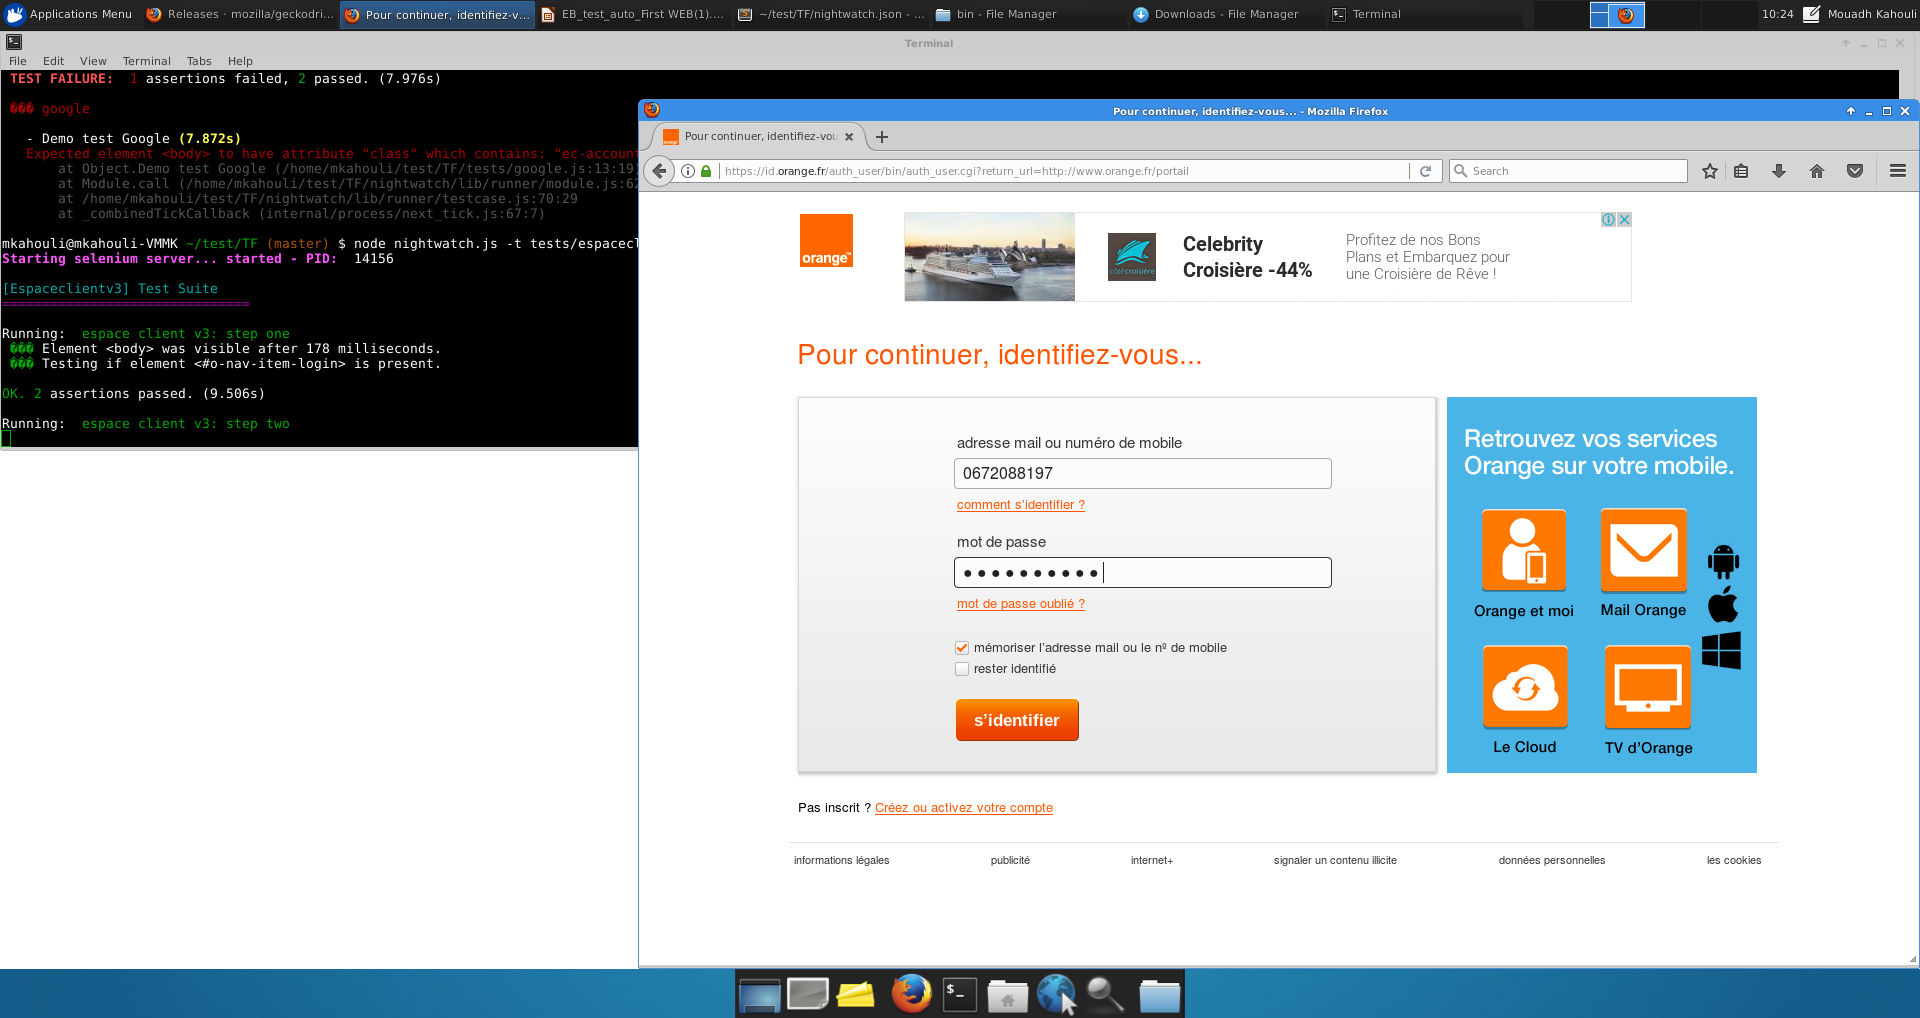 Applications Menu
Releases · mozilla/geckodri...
Pour continuer, identifiez-v...
EB_test_auto_First WEB(1)....
~/test/TF/nightwatch.json - ...
bin - File Manager
Downloads - File Manager
Terminal
10:24
Mouadh Kahouli
Terminal
File Edit View Terminal Tabs Help
TEST FAILURE: 1 assertions failed, 2 passed. (7.976s)
��� google
- Demo test Google (7.872s)
Expected element <body> to have attribute "class" which contains: "ec-account
at Object.Demo test Google (/home/mkahouli/test/TF/tests/google.js:13:19)
at Module.call (/home/mkahouli/test/TF/nightwatch/lib/runner/module.js:62
at /home/mkahouli/test/TF/nightwatch/lib/runner/testcase.js:70:29
at _combinedTickCallback (internal/process/next_tick.js:67:7)
mkahouli@mkahouli-VMMK ~/test/TF (master) $ node nightwatch.js -t tests/espacecl
Starting selenium server... started - PID: 14156
[Espaceclientv3] Test Suite
===============================
Running: espace client v3: step one
��� Element <body> was visible after 178 milliseconds.
��� Testing if element <#o-nav-item-login> is present.
OK. 2 assertions passed. (9.506s)
Running: espace client v3: step two
Pour continuer, identifiez-vous... - Mozilla Firefox
Pour continuer, identifiez-vou
https://id.orange.fr/auth_user/bin/auth_user.cgi?return_url=http://www.orange.fr/portail
Search
orange™
côtécroisière
Celebrity
Croisière -44%
Profitez de nos Bons
Plans et Embarquez pour
une Croisière de Rêve !
Pour continuer, identifiez-vous...
adresse mail ou numéro de mobile
0672088197
comment s'identifier ?
mot de passe
●●●●●●●●●●
mot de passe oublié ?
mémoriser l'adresse mail ou le nº de mobile
rester identifié
s'identifier
Retrouvez vos services
Orange sur votre mobile.
Orange et moi
Mail Orange
Le Cloud
TV d'Orange
Pas inscrit ? Créez ou activez votre compte
informations légales
publicité
internet+
signaler un contenu illicite
données personnelles
les cookies
$_